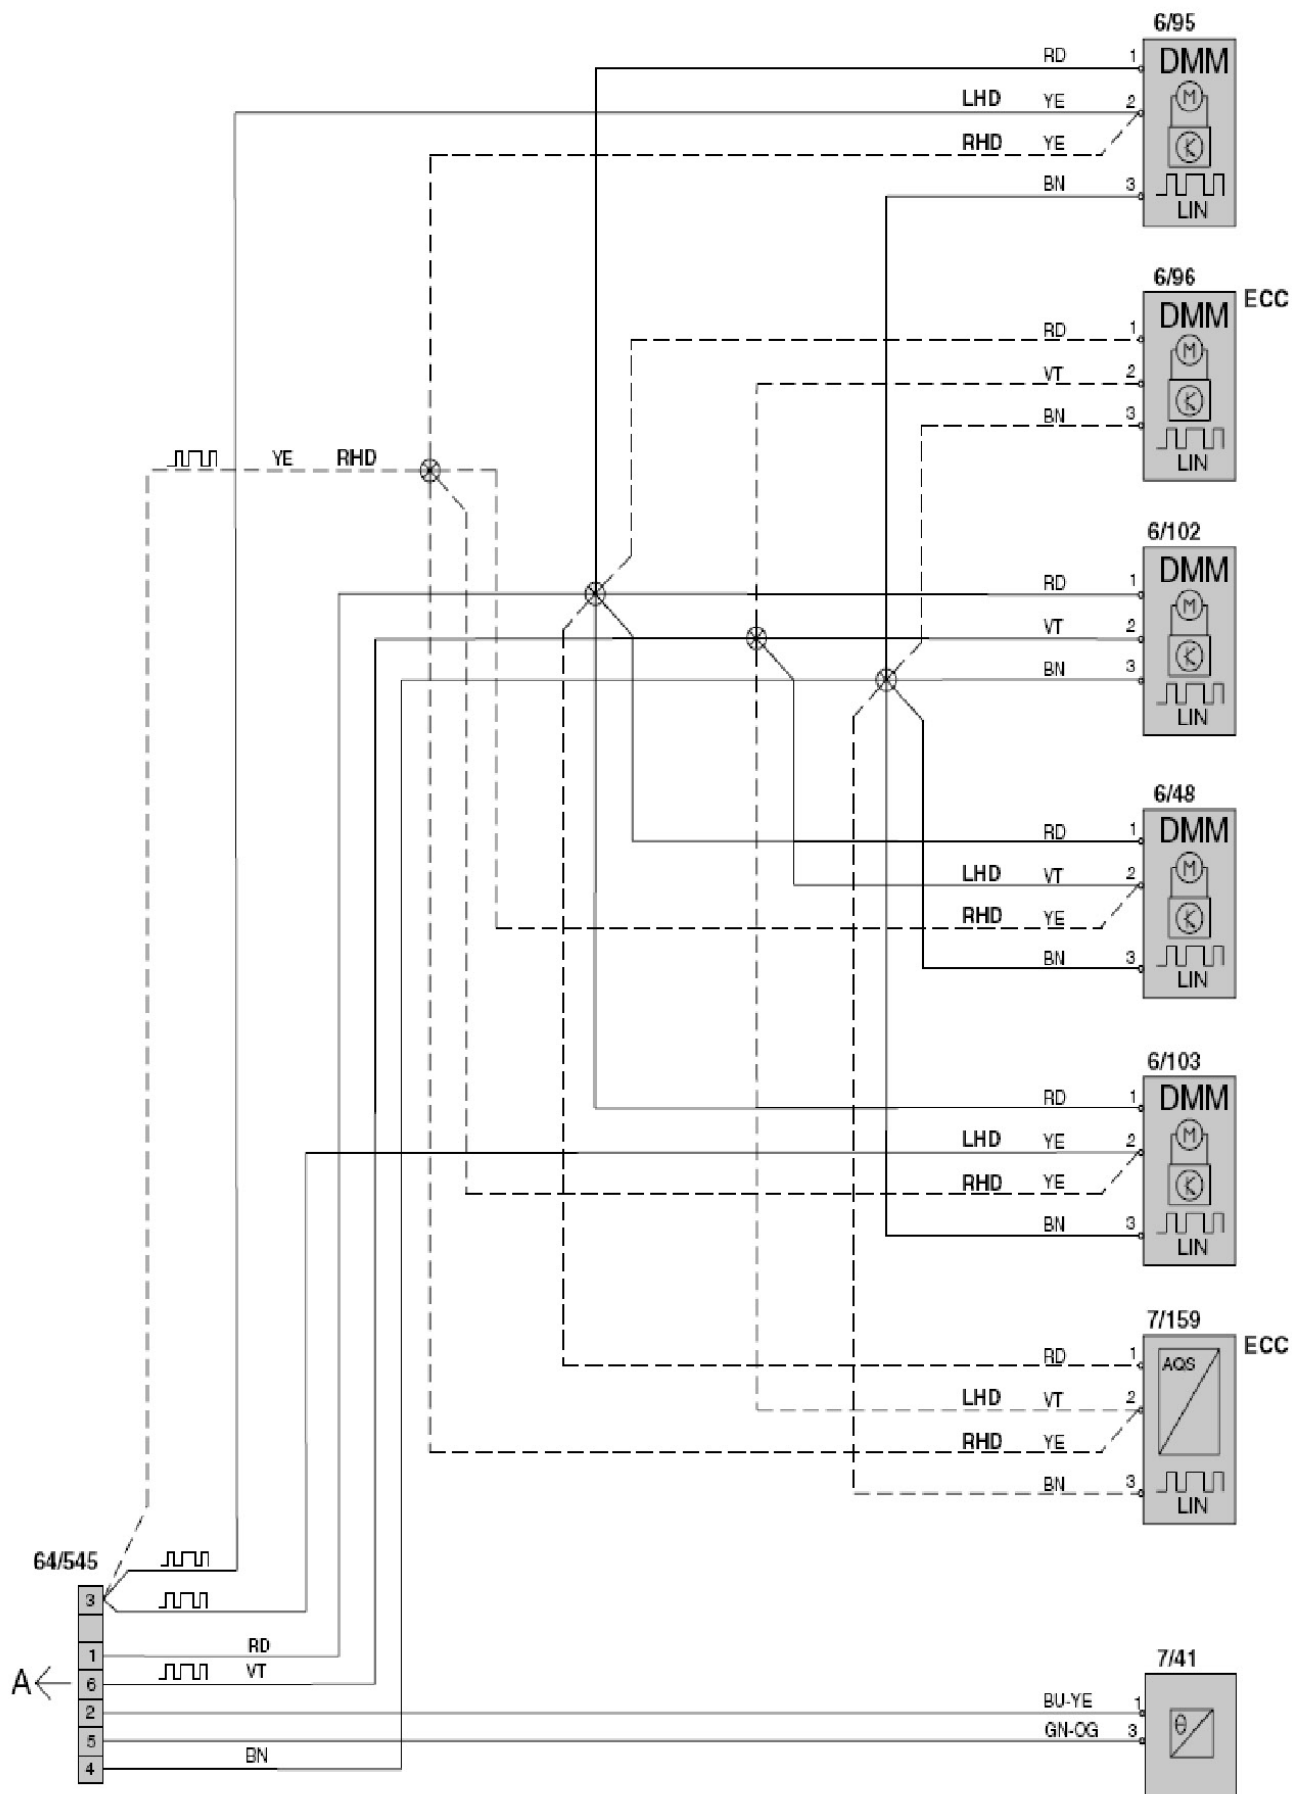 6/95
RD 1 DMM
M
LHD YE 2
RHD YE
K
BN 3
LIN
6/96
ECC
RD 1 DMM
M
VT 2
K
BN 3
LIN
YE RHD
6/102
RD 1 DMM
M
VT 2
K
BN 3
LIN
6/48
RD 1 DMM
M
LHD VT 2
RHD YE
K
BN 3
LIN
6/103
RD 1 DMM
M
LHD YE 2
RHD YE
K
BN 3
LIN
7/159
ECC
RD 1 AQS
LHD VT 2
RHD YE
BN 3
LIN
64/545
3
1 RD
A 6 VT
2
5
4 BN
7/41
BU-YE 1
GN-OG 3
θ